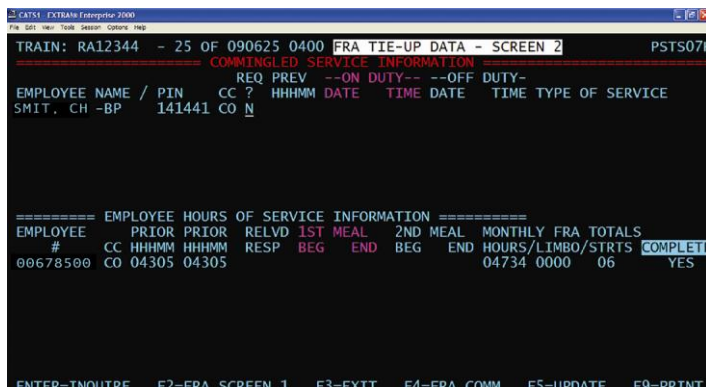 CATS1 - EXTRA!® Enterprise 2000
File Edit View Tools Session Options Help
TRAIN: RA12344 - 25 OF 090625 0400 FRA TIE-UP DATA - SCREEN 2 PSTS07
===================== COMMINGLED SERVICE INFORMATION =====================
REQ PREV --ON DUTY-- --OFF DUTY-
EMPLOYEE NAME / PIN CC ? HHHMM DATE TIME DATE TIME TYPE OF SERVICE
SMIT, CH -BP 141441 CO N
========= EMPLOYEE HOURS OF SERVICE INFORMATION ==========
EMPLOYEE PRIOR PRIOR RELVD 1ST MEAL 2ND MEAL MONTHLY FRA TOTALS
# CC HHHMM HHHMM RESP BEG END BEG END HOURS/LIMBO/STRTS COMPLETE
00678500 CO 04305 04305 04734 0000 06 YES
ENTER=INQUIRE F2=FRA SCREEN 1 F3=EXIT F4=FRA COMM F5=UPDATE F9=PRINT